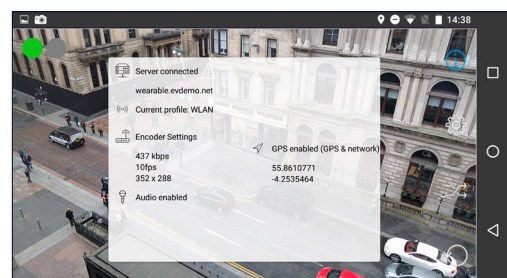 14:38
Server connected
wearable.evdemo.net
Current profile: WLAN
Encoder Settings
437 kbps
10fps
352 x 288
GPS enabled (GPS & network)
55.8610771
-4.2535464
Audio enabled